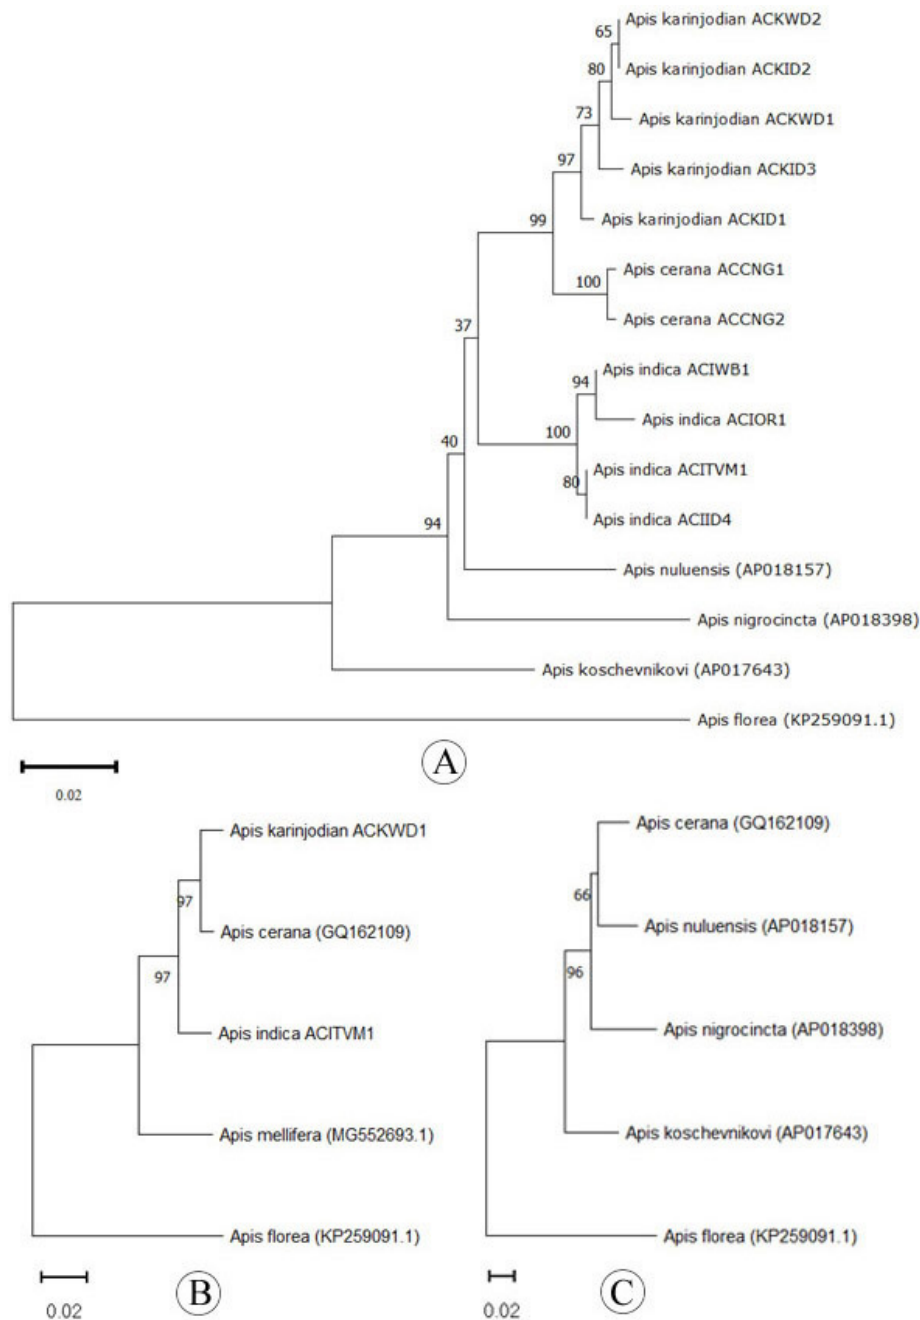 Apis karinjodian ACKWD2
65
80
Apis karinjodian ACKID2
73
Apis karinjodian ACKWD1
97
Apis karinjodian ACKID3
99
Apis karinjodian ACKID1
Apis cerana ACCNG1
100
Apis cerana ACCNG2
37
Apis indica ACIWB1
94
Apis indica ACIOR1
100
40
Apis indica ACITVM1
80
94
Apis indica ACIID4
Apis nuluensis (AP018157)
Apis nigrocincta (AP018398)
Apis koschevnikovi (AP017643)
Apis florea (KP259091.1)
0.02
A
Apis karinjodian ACKWD1
97
Apis cerana (GQ162109)
97
Apis indica ACITVM1
Apis mellifera (MG552693.1)
Apis florea (KP259091.1)
0.02
B
Apis cerana (GQ162109)
66
Apis nuluensis (AP018157)
96
Apis nigrocincta (AP018398)
Apis koschevnikovi (AP017643)
Apis florea (KP259091.1)
0.02
C